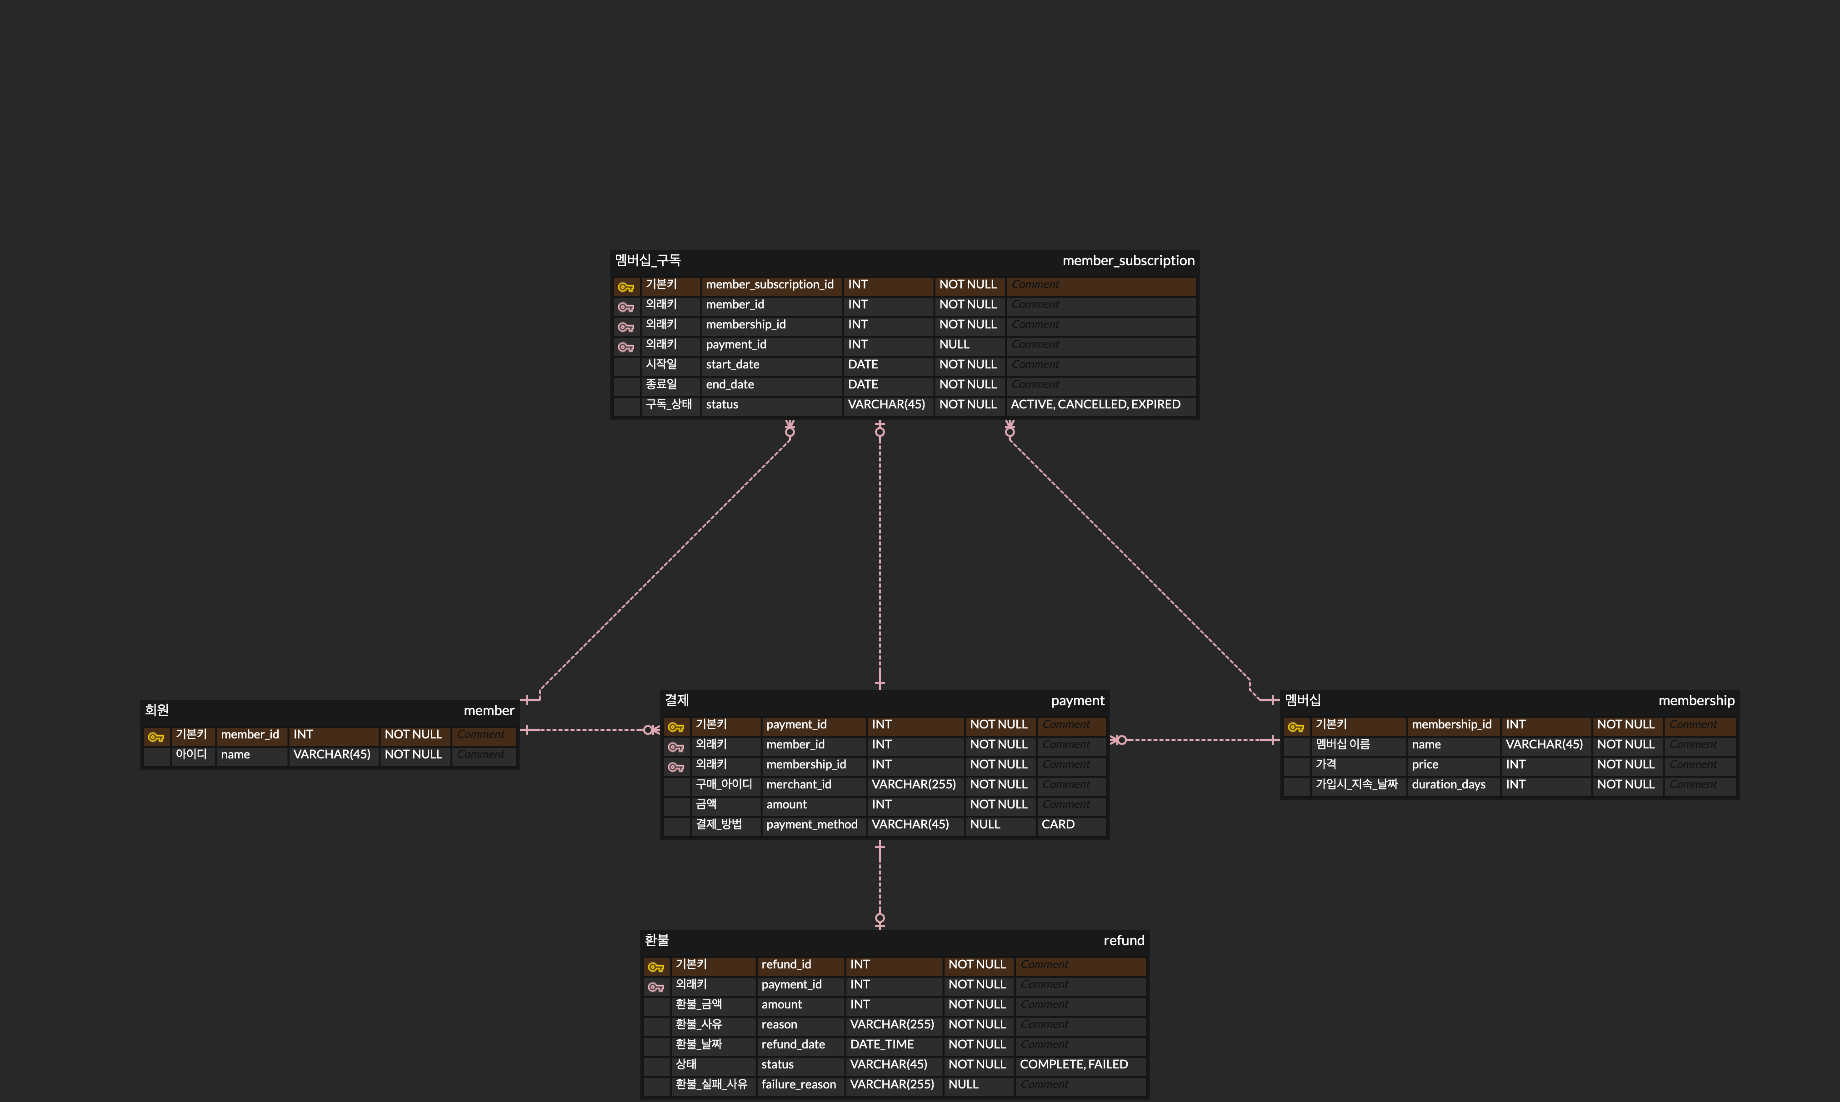 멤버십_구독 member_subscription
기본키 member_subscription_id INT NOT NULL Comment
외래키 member_id INT NOT NULL Comment
외래키 membership_id INT NOT NULL Comment
외래키 payment_id INT NULL Comment
시작일 start_date DATE NOT NULL Comment
종료일 end_date DATE NOT NULL Comment
구독_상태 status VARCHAR(45) NOT NULL ACTIVE, CANCELLED, EXPIRED
회원 member
기본키 member_id INT NOT NULL Comment
아이디 name VARCHAR(45) NOT NULL Comment
결제 payment
기본키 payment_id INT NOT NULL Comment
외래키 member_id INT NOT NULL Comment
외래키 membership_id INT NOT NULL Comment
구매_아이디 merchant_id VARCHAR(255) NOT NULL Comment
금액 amount INT NOT NULL Comment
결제_방법 payment_method VARCHAR(45) NULL CARD
멤버십 membership
기본키 membership_id INT NOT NULL Comment
멤버십 이름 name VARCHAR(45) NOT NULL Comment
가격 price INT NOT NULL Comment
가입시_지속_날짜 duration_days INT NOT NULL Comment
환불 refund
기본키 refund_id INT NOT NULL Comment
외래키 payment_id INT NOT NULL Comment
환불_금액 amount INT NOT NULL Comment
환불_사유 reason VARCHAR(255) NOT NULL Comment
환불_날짜 refund_date DATE_TIME NOT NULL Comment
상태 status VARCHAR(45) NOT NULL COMPLETE, FAILED
환불_실패_사유 failure_reason VARCHAR(255) NULL Comment